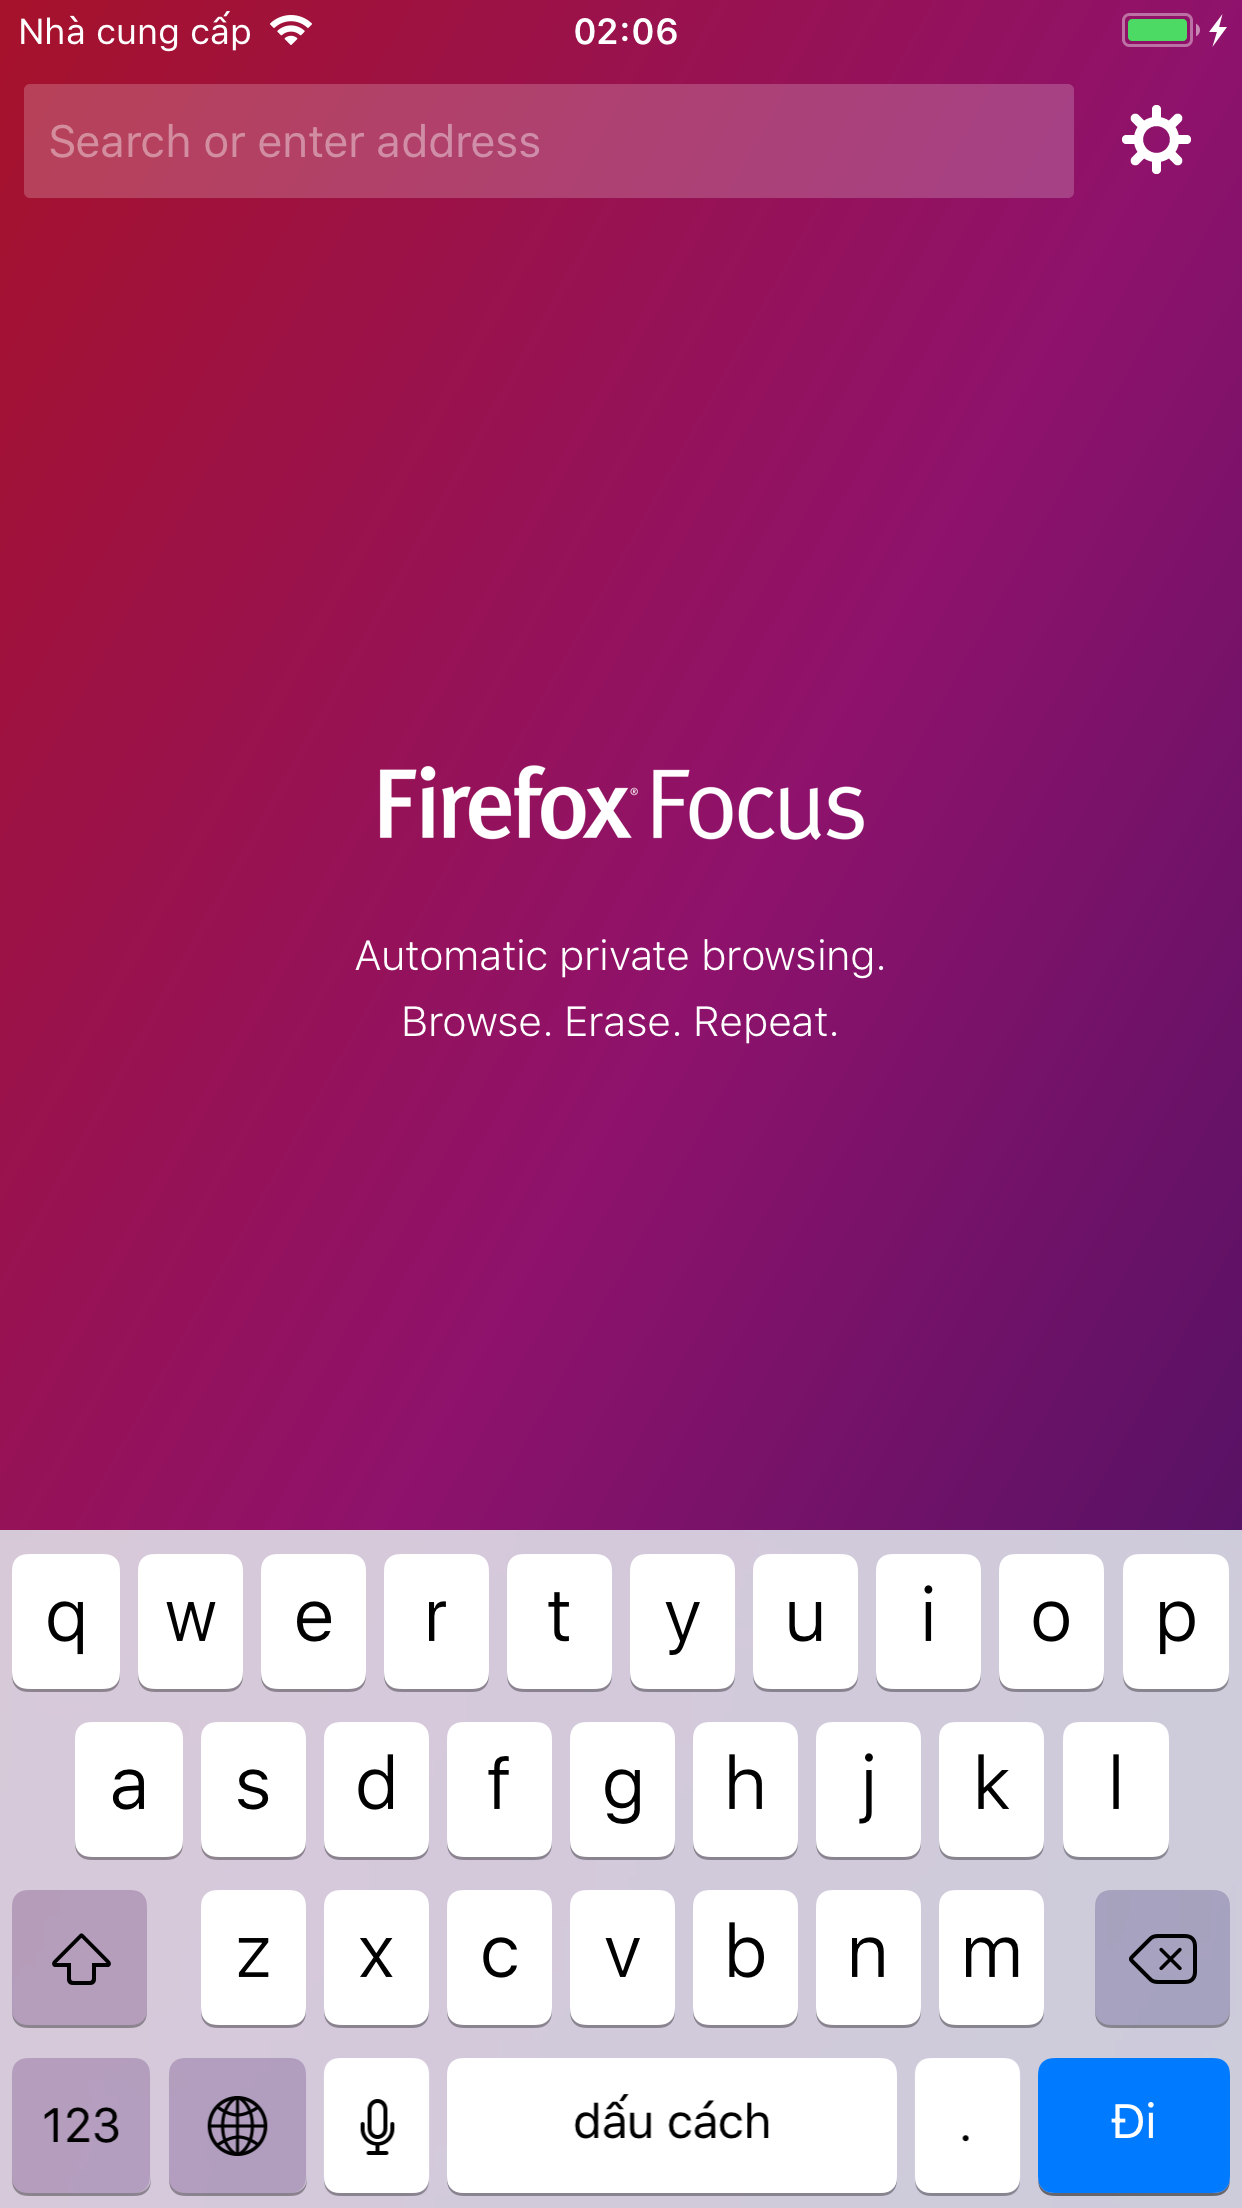 Nhà cung cấp 02:06
Search or enter address
Firefox® Focus
Automatic private browsing.
Browse. Erase. Repeat.
q w e r t y u i o p
a s d f g h j k l
z x c v b n m
123 dấu cách . Đi